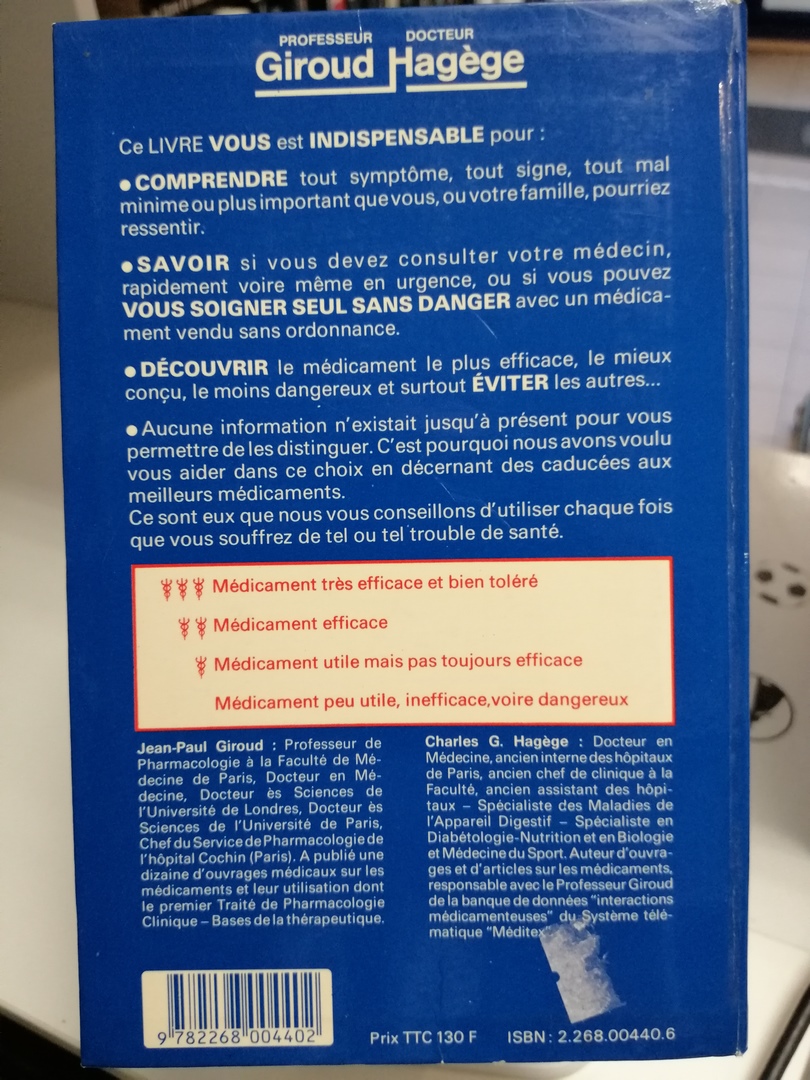 PROFESSEUR DOCTEUR
Giroud Hagège
Ce LIVRE VOUS est INDISPENSABLE pour :
● COMPRENDRE tout symptôme, tout signe, tout mal
minime ou plus important que vous, ou votre famille, pourriez
ressentir.
● SAVOIR si vous devez consulter votre médecin,
rapidement voire même en urgence, ou si vous pouvez
VOUS SOIGNER SEUL SANS DANGER avec un médica-
ment vendu sans ordonnance.
● DÉCOUVRIR le médicament le plus efficace, le mieux
conçu, le moins dangereux et surtout ÉVITER les autres...
● Aucune information n'existait jusqu'à présent pour vous
permettre de les distinguer. C'est pourquoi nous avons voulu
vous aider dans ce choix en décernant des caducées aux
meilleurs médicaments.
Ce sont eux que nous vous conseillons d'utiliser chaque fois
que vous souffrez de tel ou tel trouble de santé.
Médicament très efficace et bien toléré
Médicament efficace
Médicament utile mais pas toujours efficace
Médicament peu utile, inefficace,voire dangereux
Jean-Paul Giroud : Professeur de
Pharmacologie à la Faculté de Mé-
decine de Paris, Docteur en Mé-
decine, Docteur ès Sciences de
l'Université de Londres, Docteur ès
Sciences de l'Université de Paris,
Chef du Service de Pharmacologie de
l'hôpital Cochin (Paris). A publié une
dizaine d'ouvrages médicaux sur les
médicaments et leur utilisation dont
le premier Traité de Pharmacologie
Clinique – Bases de la thérapeutique.
Charles G. Hagège : Docteur en
Médecine, ancien interne des hôpitaux
de Paris, ancien chef de clinique à la
Faculté, ancien assistant des hôpi-
taux – Spécialiste des Maladies de
l'Appareil Digestif – Spécialiste en
Diabétologie-Nutrition et en Biologie
et Médecine du Sport. Auteur d'ouvra-
ges et d'articles sur les médicaments,
responsable avec le Professeur Giroud
de la banque de données "interactions
médicamenteuses" du Système télé-
matique "Méditex
9 782268 004402
Prix TTC 130 F ISBN : 2.268.00440.6